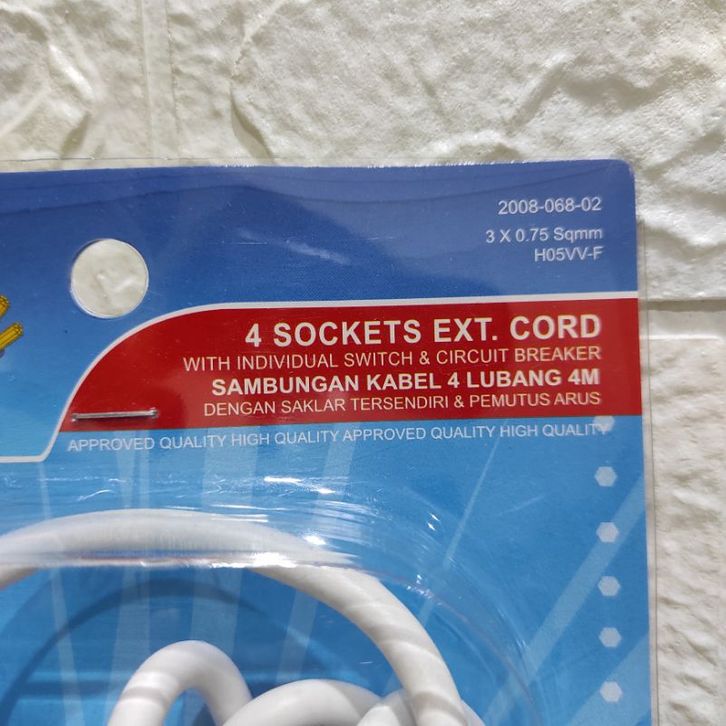 2008-068-02
3 X 0.75 Sqmm
H05VV-F
4 SOCKETS EXT. CORD
WITH INDIVIDUAL SWITCH & CIRCUIT BREAKER
SAMBUNGAN KABEL 4 LUBANG 4M
DENGAN SAKLAR TERSENDIRI & PEMUTUS ARUS
APPROVED QUALITY HIGH QUALITY APPROVED QUALITY HIGH QUALITY